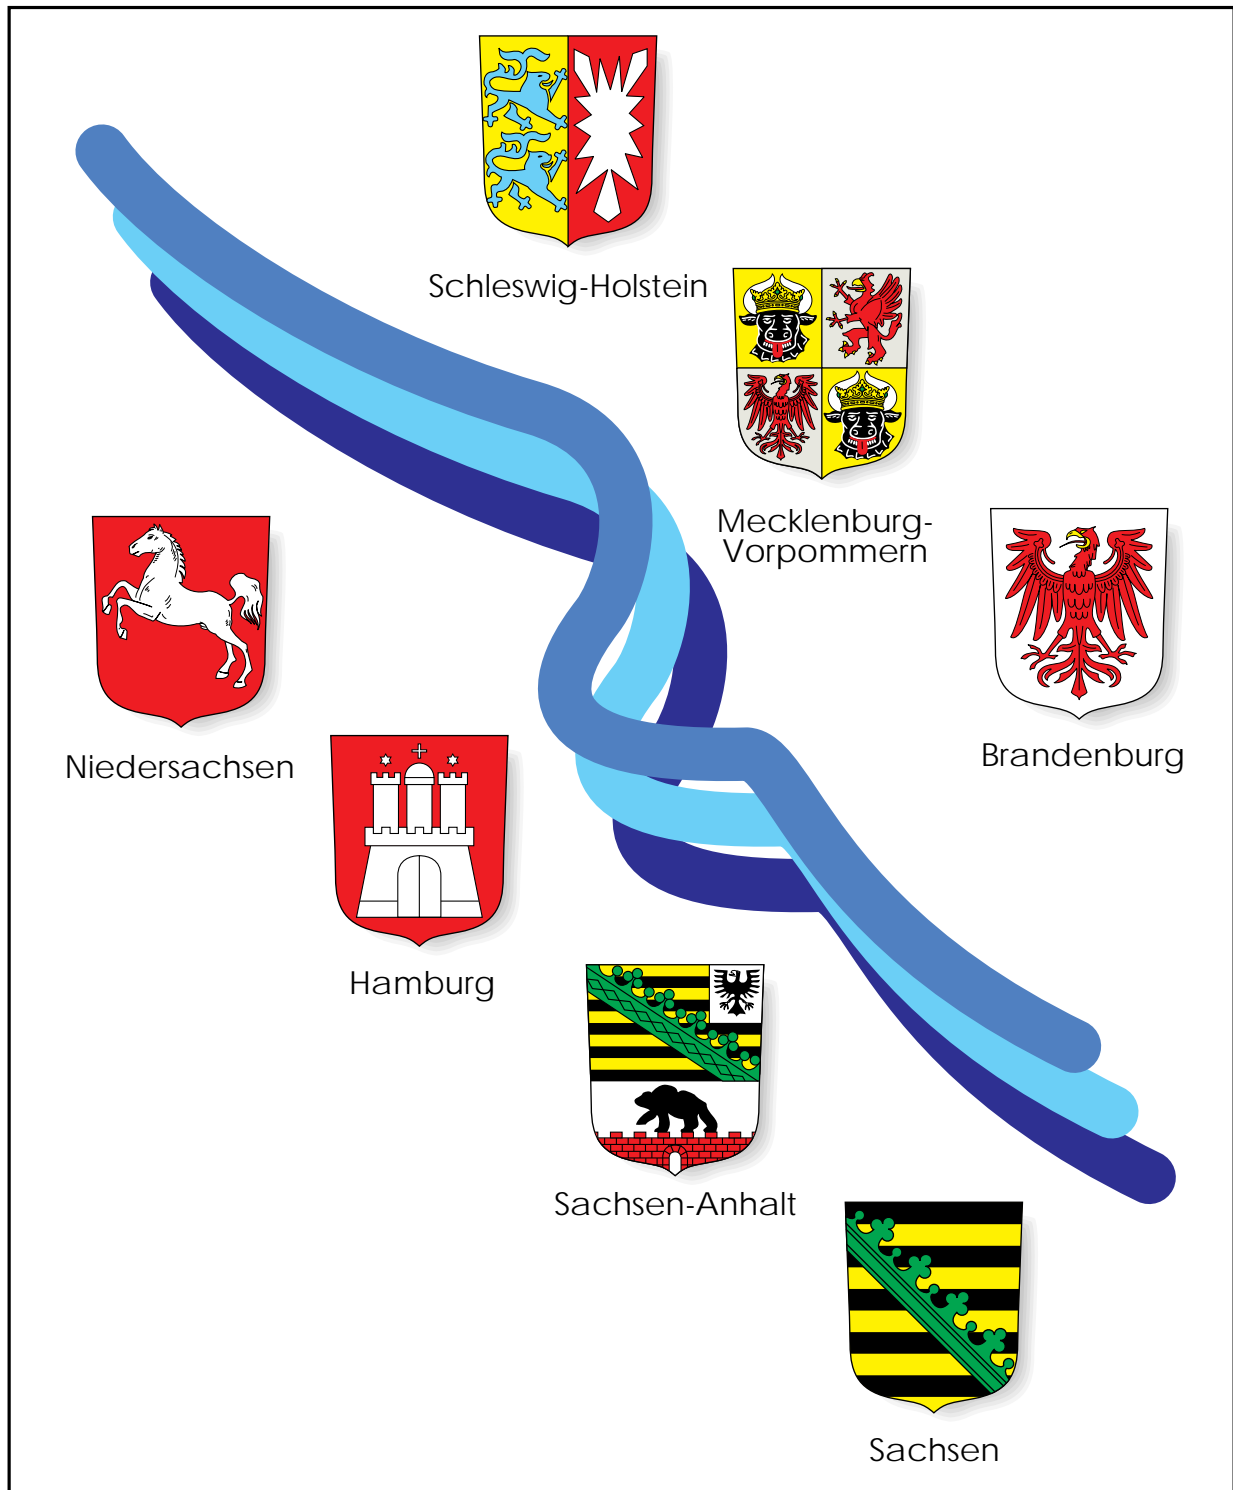 Schleswig-Holstein
Mecklenburg-
Vorpommern
Niedersachsen
Brandenburg
Hamburg
Sachsen-Anhalt
Sachsen